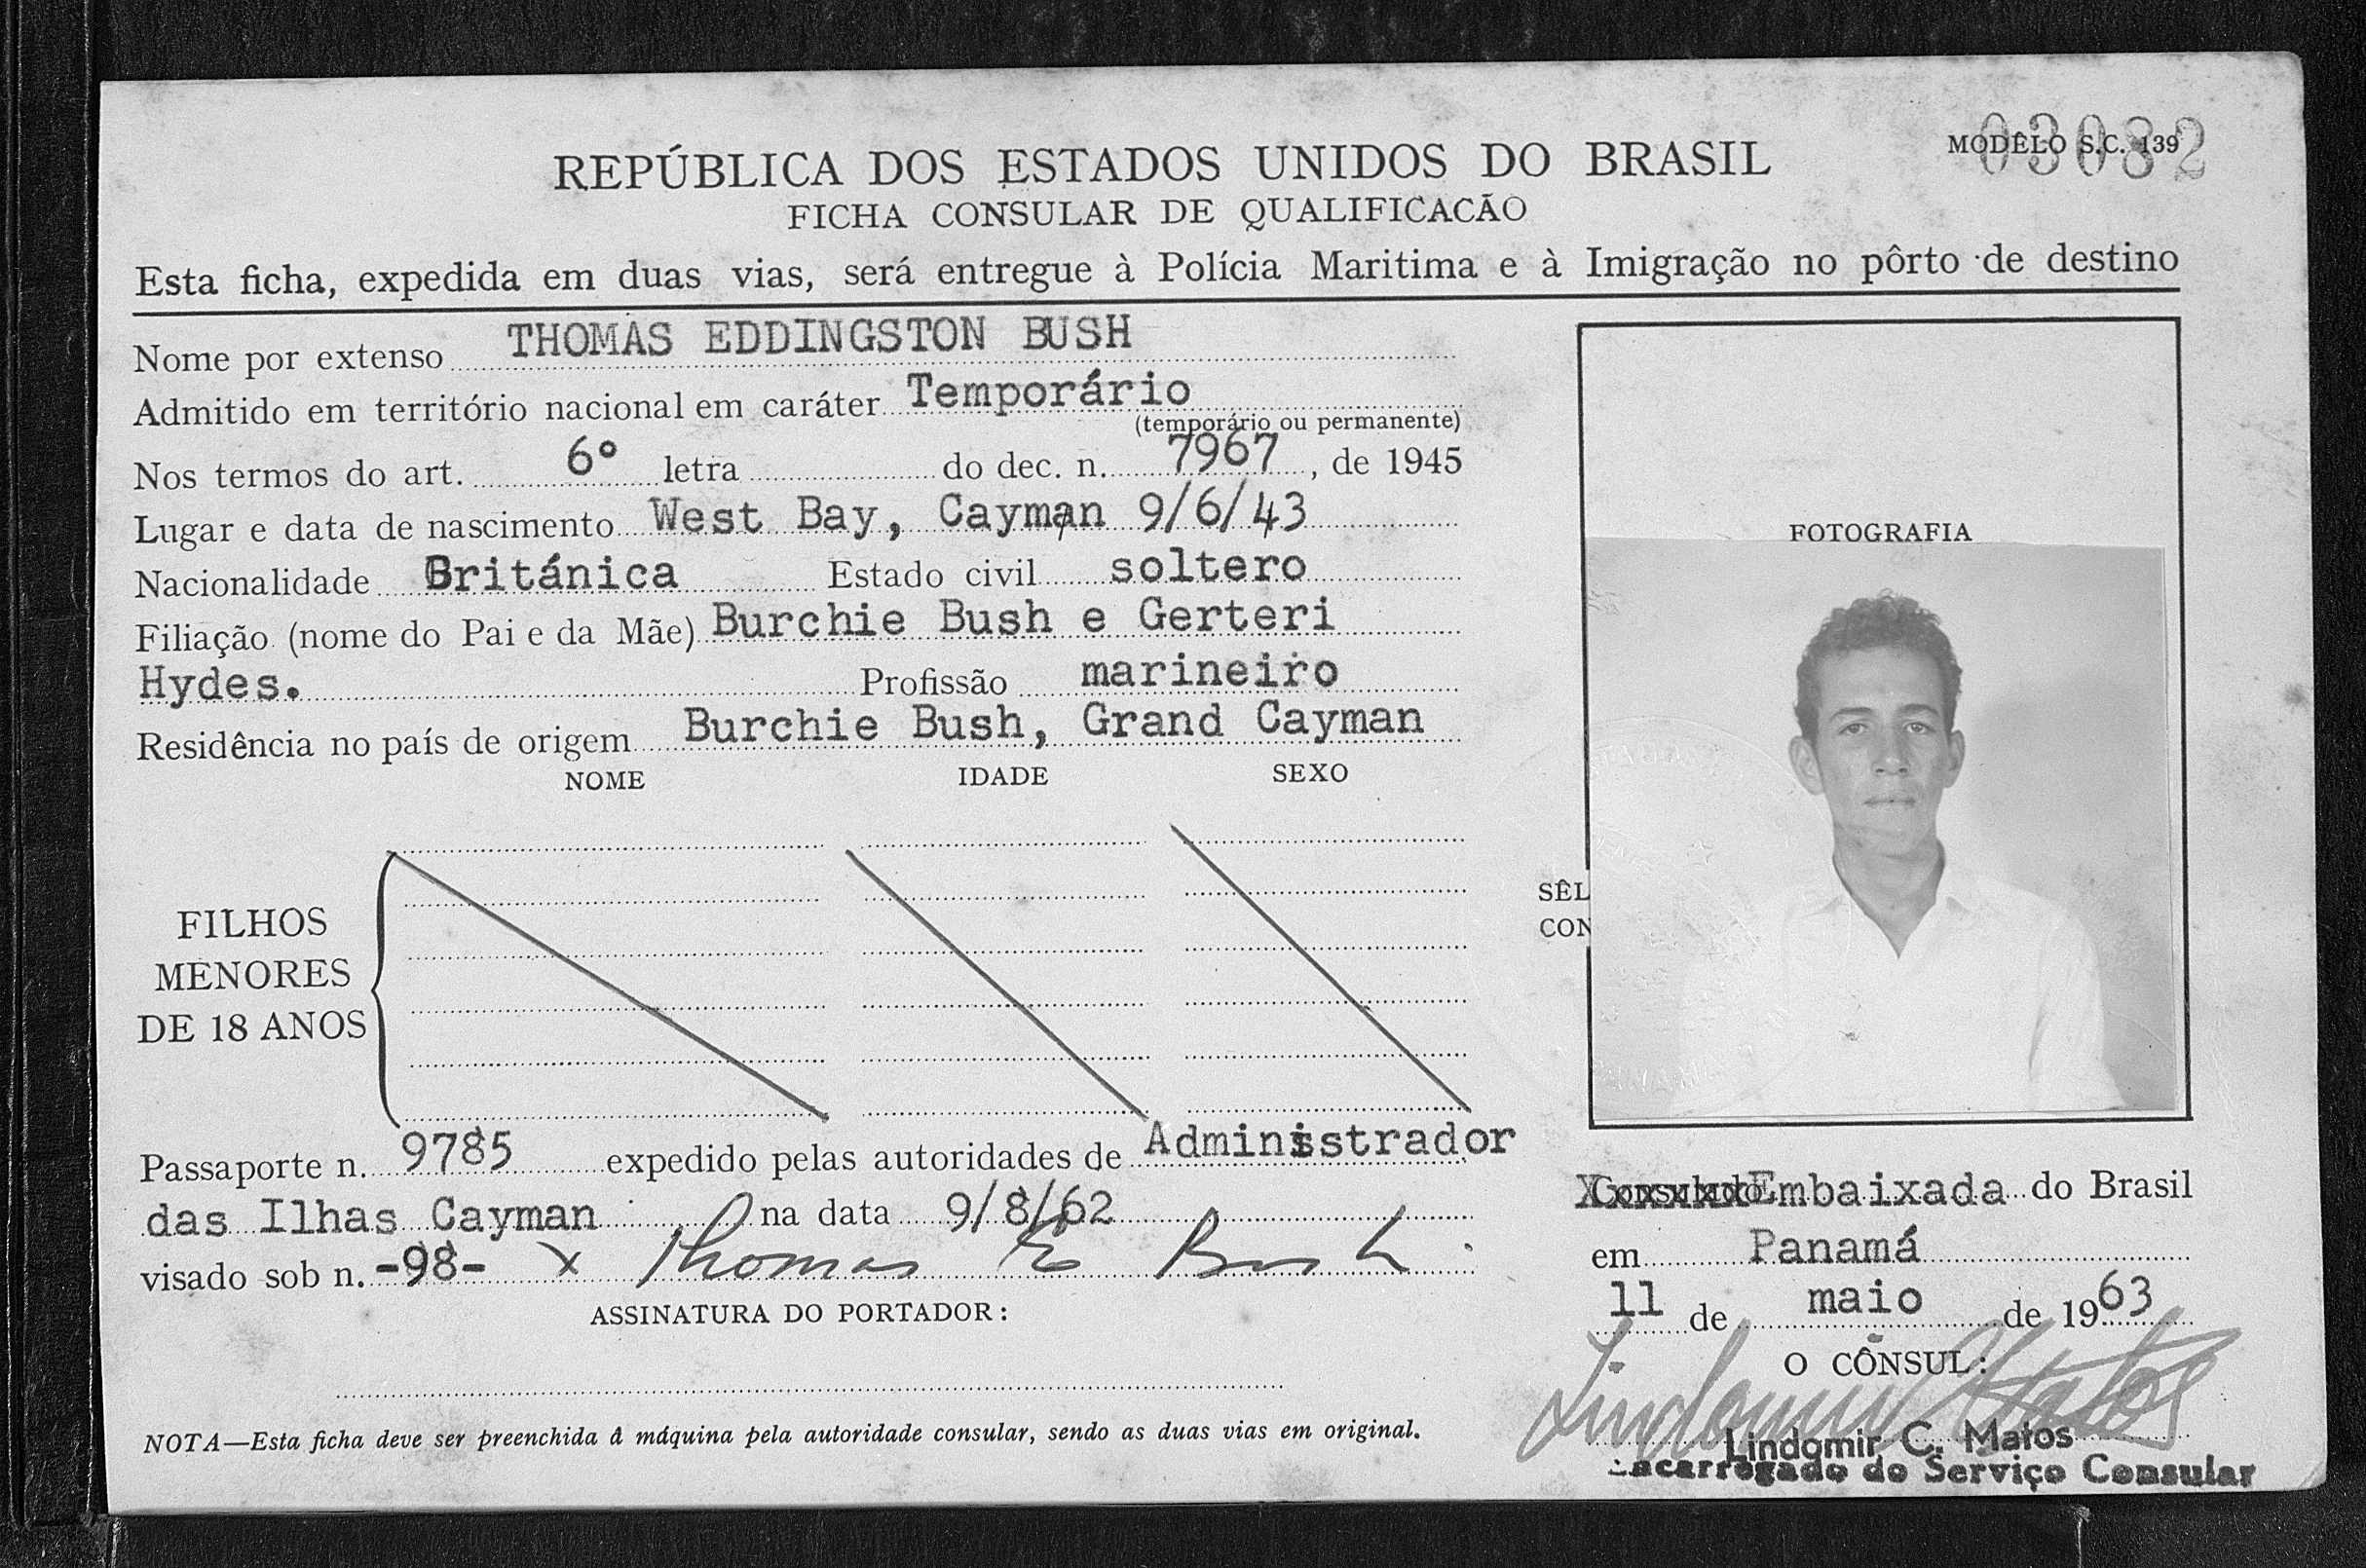 03082
MODÊLO S.C. 139
REPÚBLICA DOS ESTADOS UNIDOS DO BRASIL
FICHA CONSULAR DE QUALIFICACÃO
Esta ficha, expedida em duas vias, será entregue à Polícia Maritima e à Imigração no pôrto de destino
Nome por extenso THOMAS EDDINGSTON BUSH
Admitido em território nacional em caráter Temporário
(temporário ou permanente)
Nos termos do art. 6º letra do dec. n. 7967, de 1945
Lugar e data de nascimento West Bay, Cayman 9/6/43
Nacionalidade Británica Estado civil soltero
Filiação (nome do Pai e da Mãe) Burchie Bush e Gerteri
Hydes. Profissão marineiro
Residência no país de origem Burchie Bush, Grand Cayman
NOME IDADE SEXO
FILHOS
MENORES
DE 18 ANOS
FOTOGRAFIA
SÊL
CON
Passaporte n. 9785 expedido pelas autoridades de Administrador
das Ilhas Cayman na data 9/8/62
visado sob n. -98- x Thomas E Bush
ASSINATURA DO PORTADOR:
NOTA—Esta ficha deve ser preenchida á máquina pela autoridade consular, sendo as duas vias em original.
Consulado Embaixada do Brasil
em Panamá
11 de maio de 1963
O CÔNSUL:
Lindomir Matos
Lindomir C. Matos
Encarregado do Serviço Consular